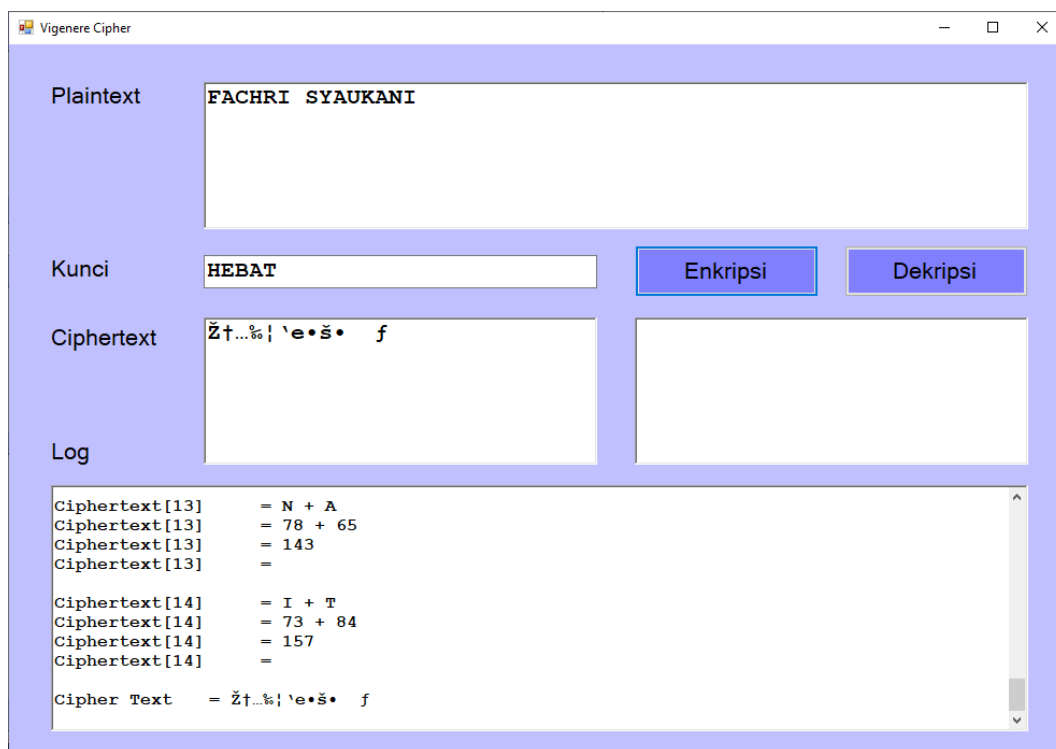 Vigenere Cipher
Plaintext
FACHRI SYAUKANI
Kunci
HEBAT
Enkripsi
Dekripsi
Ciphertext
Ž†…‰¦‘e•š•  ƒ
Log
Ciphertext[13] = N + A
Ciphertext[13] = 78 + 65
Ciphertext[13] = 143
Ciphertext[13] =
Ciphertext[14] = I + T
Ciphertext[14] = 73 + 84
Ciphertext[14] = 157
Ciphertext[14] =
Cipher Text = Ž†…‰¦‘e•š•  ƒ